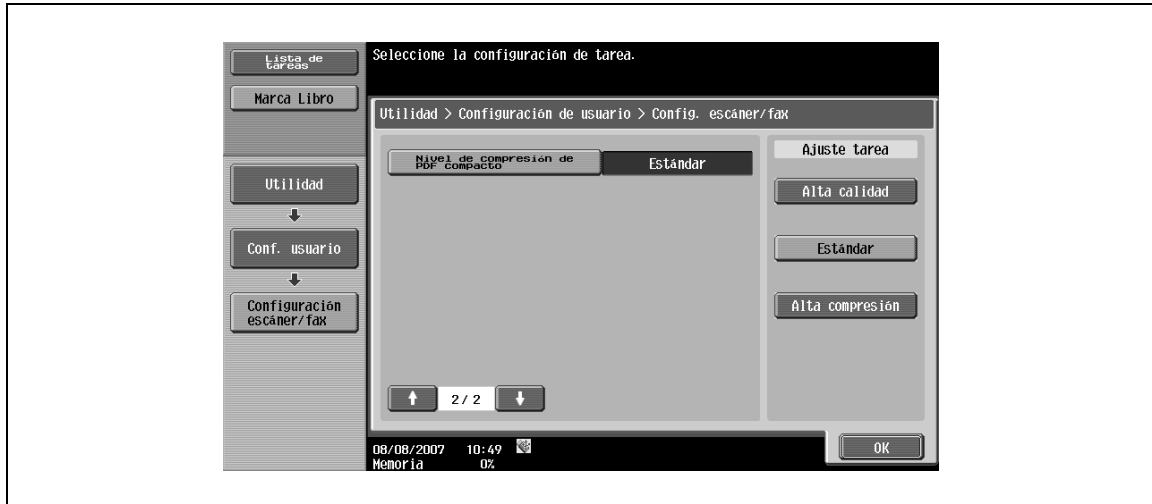 Lista de
tareas
Seleccione la configuración de tarea.
Marca Libro
Utilidad > Configuración de usuario > Config. escáner/fax
Nivel de compresión de
PDF compacto
Estándar
Ajuste tarea
Utilidad
Alta calidad
Conf. usuario
Estándar
Configuración
escáner/fax
Alta compresión
2/ 2
08/08/2007 10:49
Memoria 0%
OK